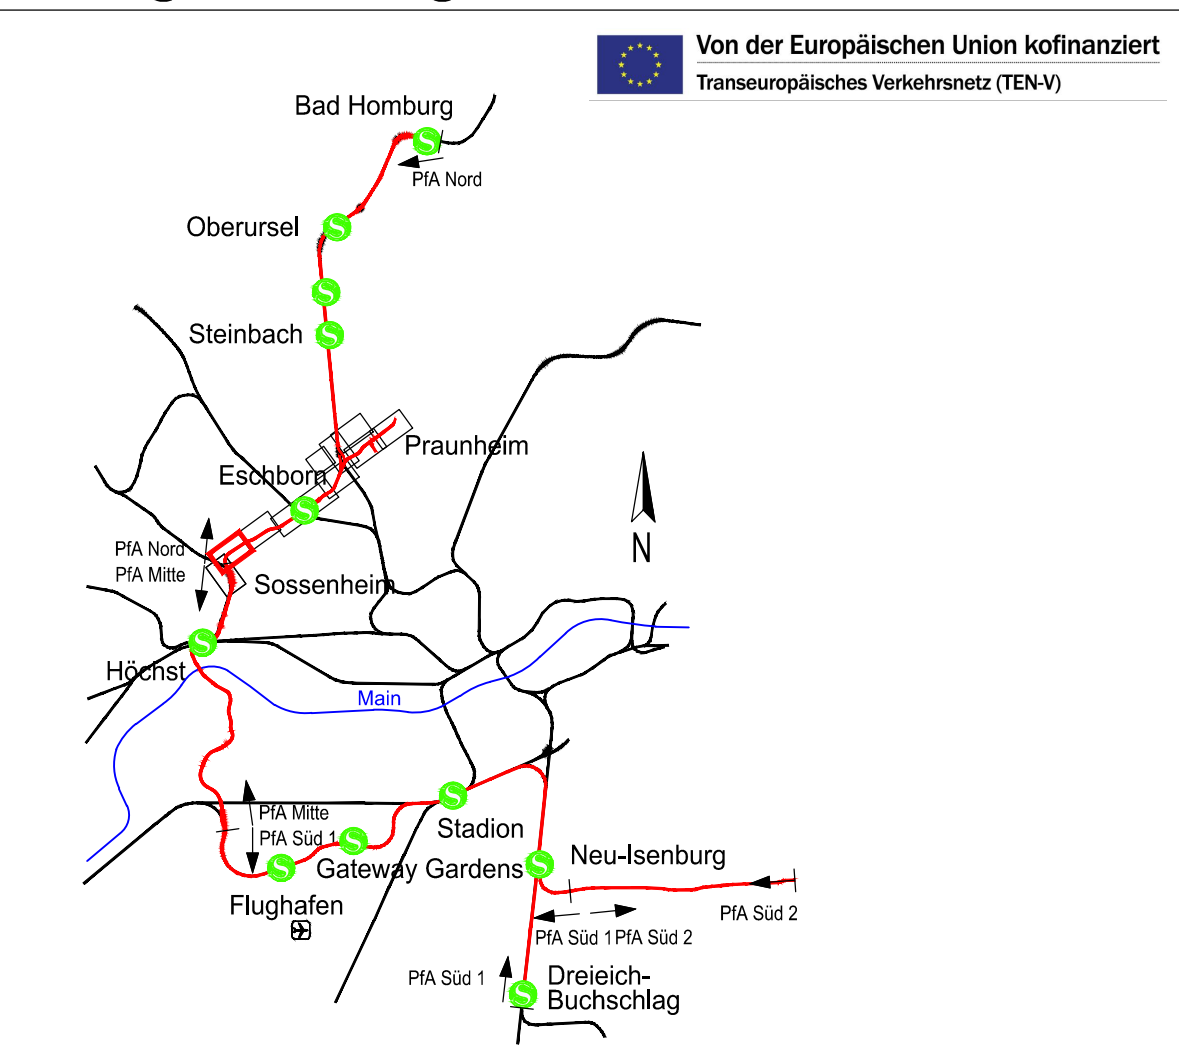 Von der Europäischen Union kofinanziert
Transeuropäisches Verkehrsnetz (TEN-V)
Bad Homburg
PfA Nord
Oberursel
Steinbach
Praunheim
Eschborn
N
PfA Nord
PfA Mitte
Sossenheim
Höchst
Main
PfA Mitte
PfA Süd 1
Stadion
Gateway Gardens
Neu-Isenburg
Flughafen
PfA Süd 2
PfA Süd 1 PfA Süd 2
PfA Süd 1
Dreieich-
Buchschlag